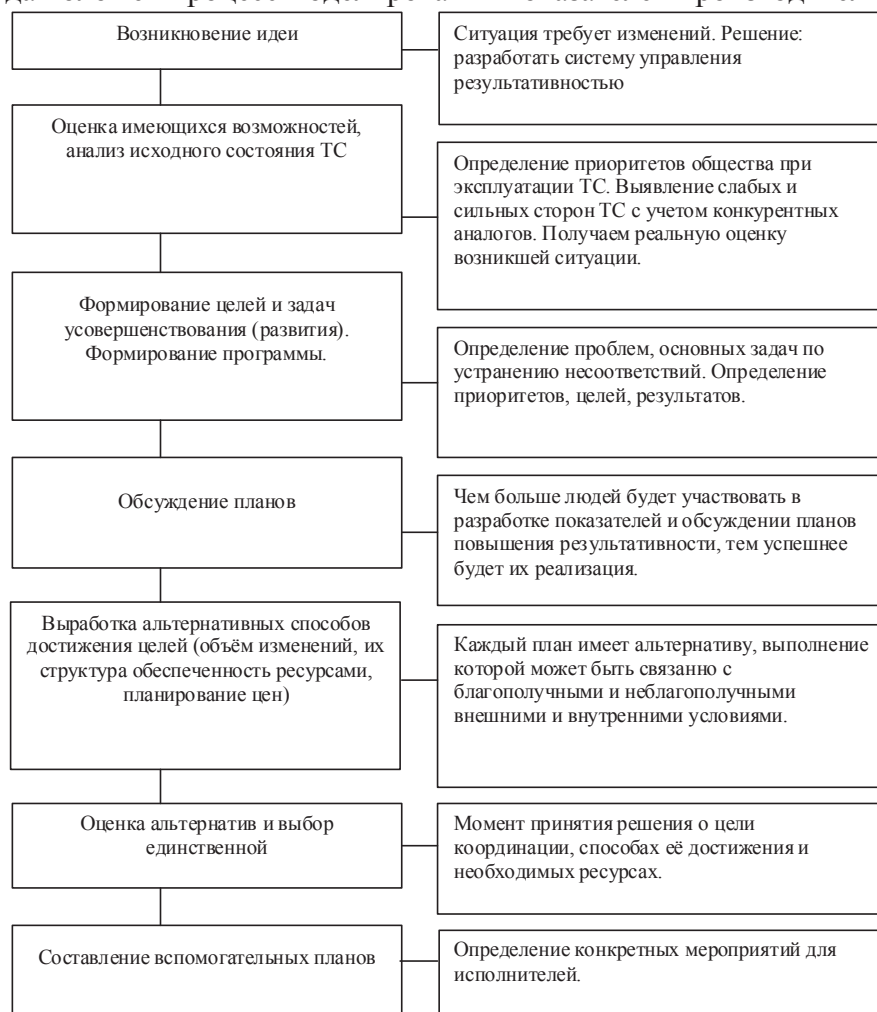 Возникновение идеи
Ситуация требует изменений. Решение:
разработать систему управления
результативностью
Оценка имеющихся возможностей,
анализ исходного состояния ТС
Определение приоритетов общества при
эксплуатации ТС. Выявление слабых и
сильных сторон ТС с учетом конкурентных
аналогов. Получаем реальную оценку
возникшей ситуации.
Формирование целей и задач
усовершенствования (развития).
Формирование программы.
Определение проблем, основных задач по
устранению несоответствий. Определение
приоритетов, целей, результатов.
Обсуждение планов
Чем больше людей будет участвовать в
разработке показателей и обсуждении планов
повышения результативности, тем успешнее
будет их реализация.
Выработка альтернативных способов
достижения целей (объём изменений, их
структура обеспеченность ресурсами,
планирование цен)
Каждый план имеет альтернативу, выполнение
которой может быть связанно с
благополучными и неблагополучными
внешними и внутренними условиями.
Оценка альтернатив и выбор
единственной
Момент принятия решения о цели
координации, способах её достижения и
необходимых ресурсах.
Составление вспомогательных планов
Определение конкретных мероприятий для
исполнителей.